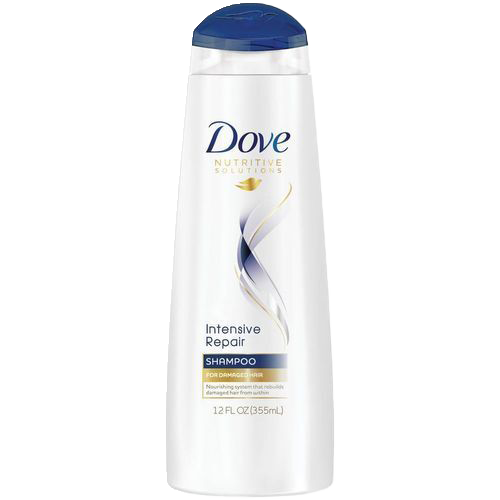 Dove
NUTRITIVE
SOLUTIONS
Intensive
Repair
SHAMPOO
FOR DAMAGED HAIR
Nourishing system that rebuilds
damaged hair from within
12 FL OZ (355mL)